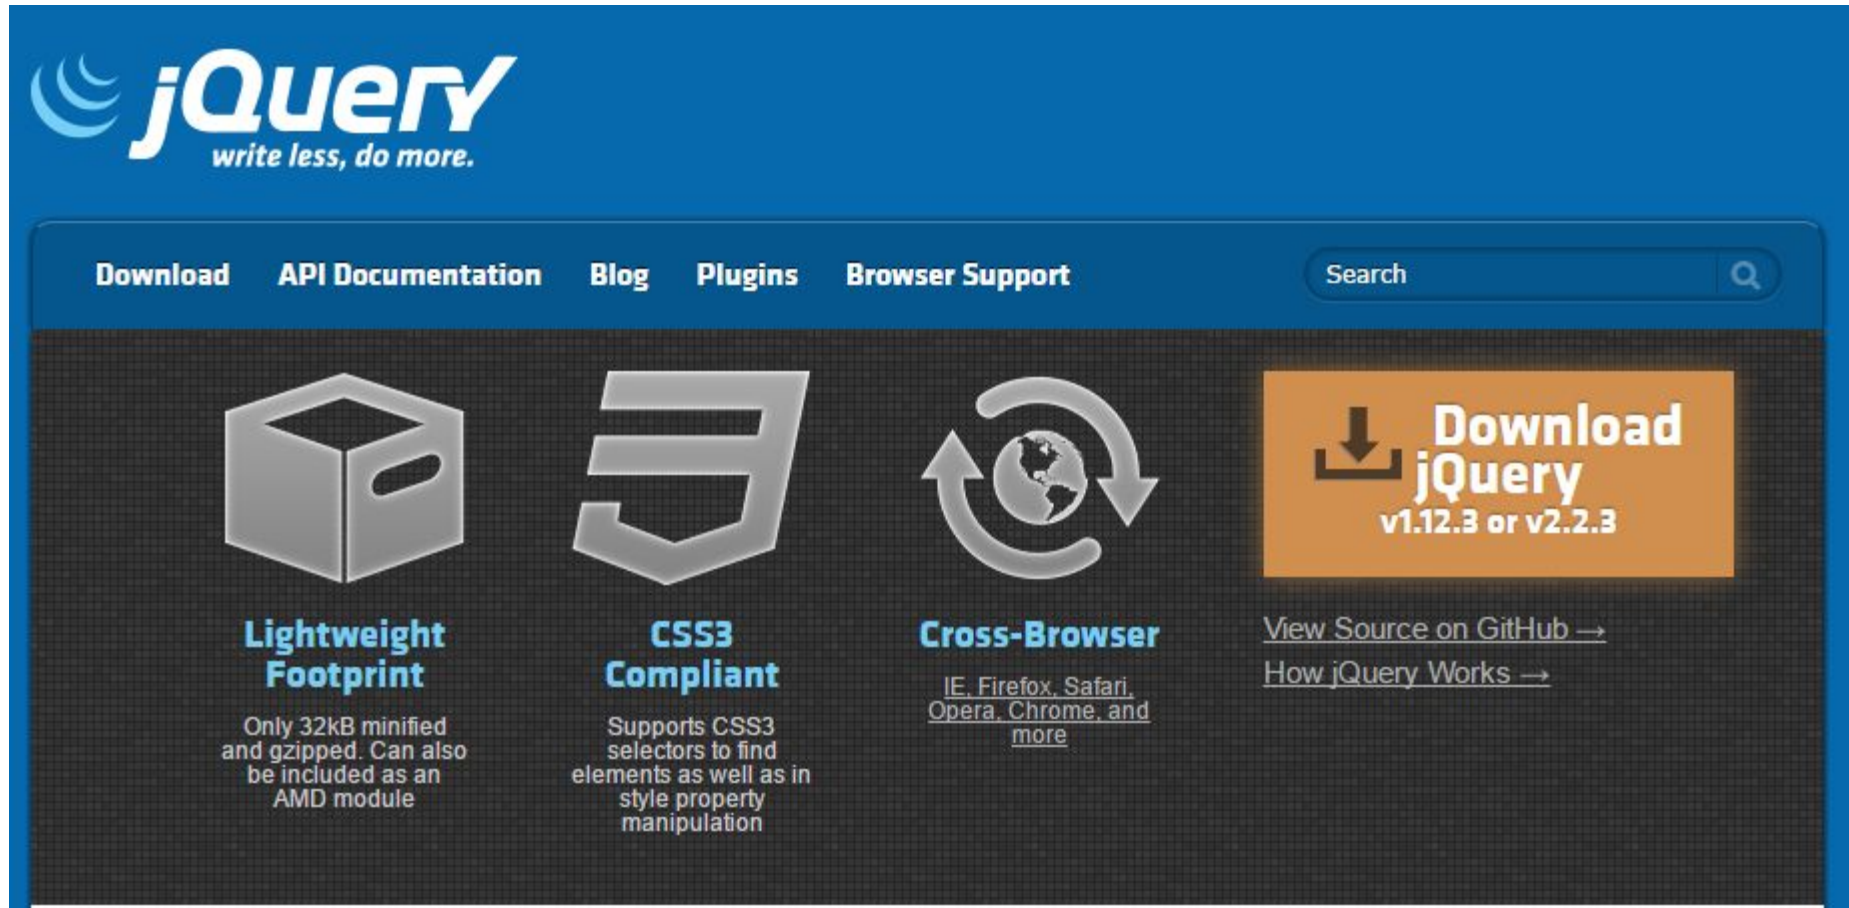 jQuery
write less, do more.
Download API Documentation Blog Plugins Browser Support Search
Lightweight
Footprint
Only 32kB minified
and gzipped. Can also
be included as an
AMD module
CSS3
Compliant
Supports CSS3
selectors to find
elements as well as in
style property
manipulation
Cross-Browser
IE, Firefox, Safari,
Opera, Chrome, and
more
Download
jQuery
v1.12.3 or v2.2.3
View Source on GitHub →
How jQuery Works →